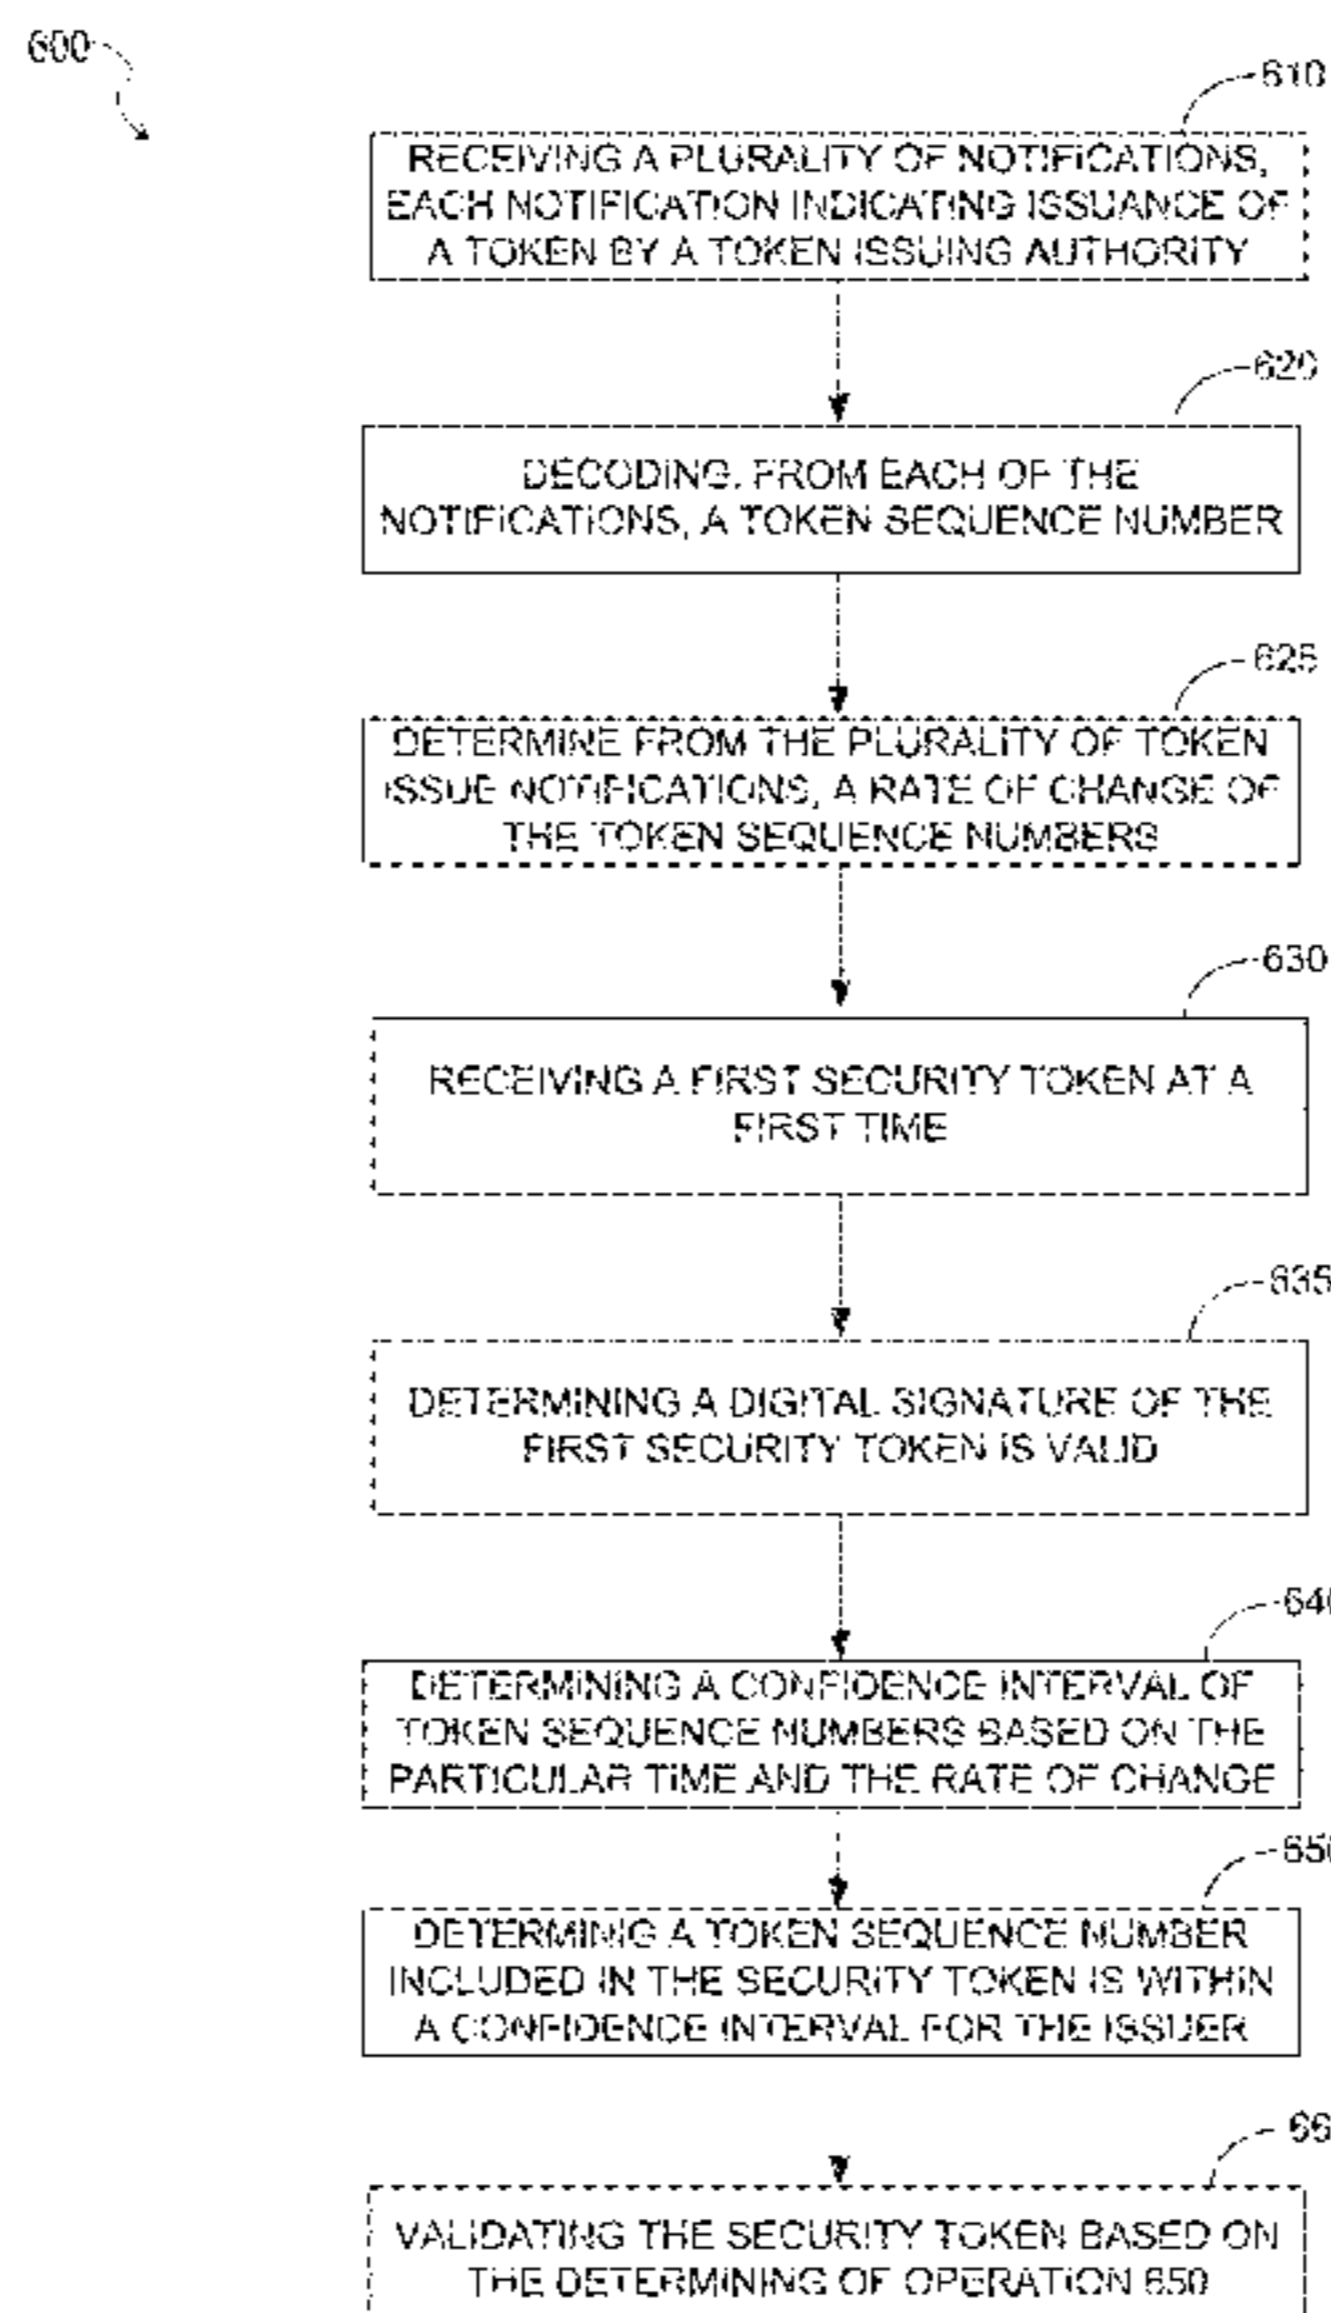 600
610
RECEIVING A PLURALITY OF NOTIFICATIONS,
EACH NOTIFICATION INDICATING ISSUANCE OF
A TOKEN BY A TOKEN ISSUING AUTHORITY
620
DECODING, FROM EACH OF THE
NOTIFICATIONS, A TOKEN SEQUENCE NUMBER
625
DETERMINE FROM THE PLURALITY OF TOKEN
ISSUE NOTIFICATIONS, A RATE OF CHANGE OF
THE TOKEN SEQUENCE NUMBERS
630
RECEIVING A FIRST SECURITY TOKEN AT A
FIRST TIME
635
DETERMINING A DIGITAL SIGNATURE OF THE
FIRST SECURITY TOKEN IS VALID
640
DETERMINING A CONFIDENCE INTERVAL OF
TOKEN SEQUENCE NUMBERS BASED ON THE
PARTICULAR TIME AND THE RATE OF CHANGE
650
DETERMINIG A TOKEN SEQUENCE NUMBER
INCLUDED IN THE SECURITY TOKEN IS WITHIN
A CONFIDENCE INTERVAL FOR THE ISSUER
66
VALIDATING THE SECURITY TOKEN BASED ON
THE DETERMINING OF OPERATION 650